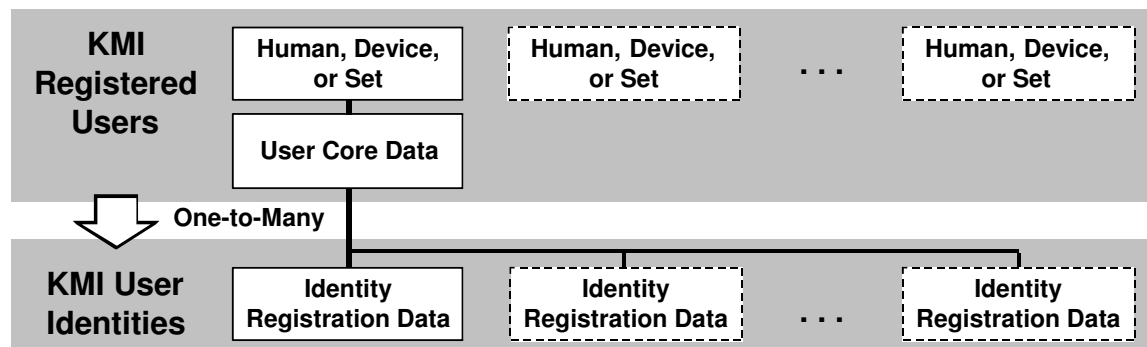 KMI
Registered
Users
Human, Device,
or Set
Human, Device,
or Set
. . .
Human, Device,
or Set
User Core Data
One-to-Many
KMI User
Identities
Identity
Registration Data
Identity
Registration Data
. . .
Identity
Registration Data